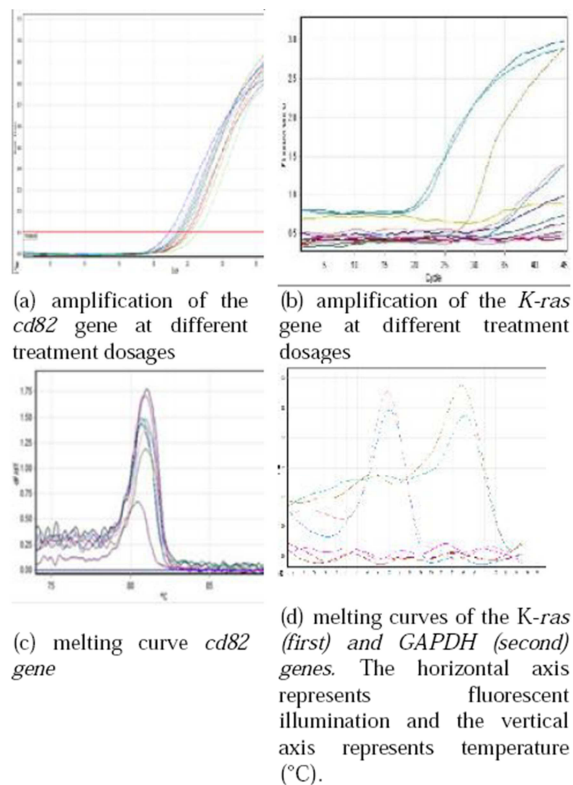 3.0
2.5
2.0
1.5
1.0
0.5
5
10
15
20
25
30
35
40
45
Cycle
(a) amplification of the
cd82 gene at different
treatment dosages
(b) amplification of the K-ras
gene at different treatment
dosages
1.75
1.50
1.25
1.00
0.75
0.50
0.25
0.00
75
80
85
°C
(c) melting curve cd82
gene
(d) melting curves of the K-ras
(first) and GAPDH (second)
genes. The horizontal axis
represents fluorescent
illumination and the vertical
axis represents temperature
(°C).